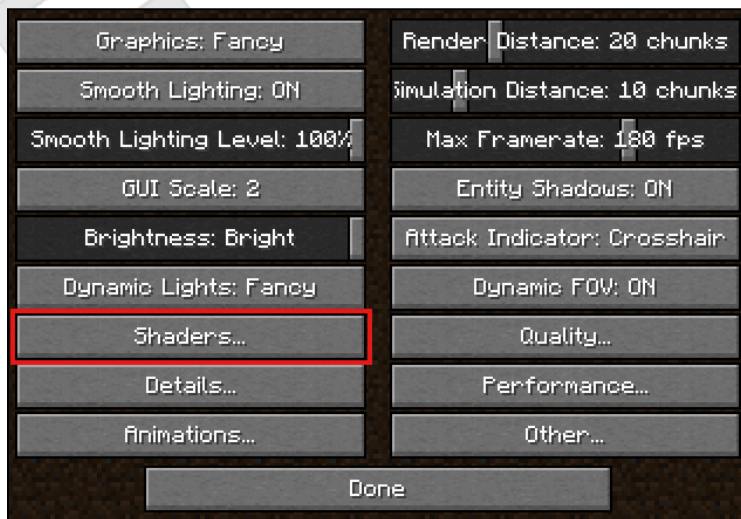 Graphics: Fancy
Render Distance: 20 chunks
Smooth Lighting: ON
Simulation Distance: 10 chunks
Smooth Lighting Level: 100%
Max Framerate: 180 fps
GUI Scale: 2
Entity Shadows: ON
Brightness: Bright
Attack Indicator: Crosshair
Dynamic Lights: Fancy
Dynamic FOV: ON
Shaders...
Quality...
Details...
Performance...
Animations...
Other...
Done